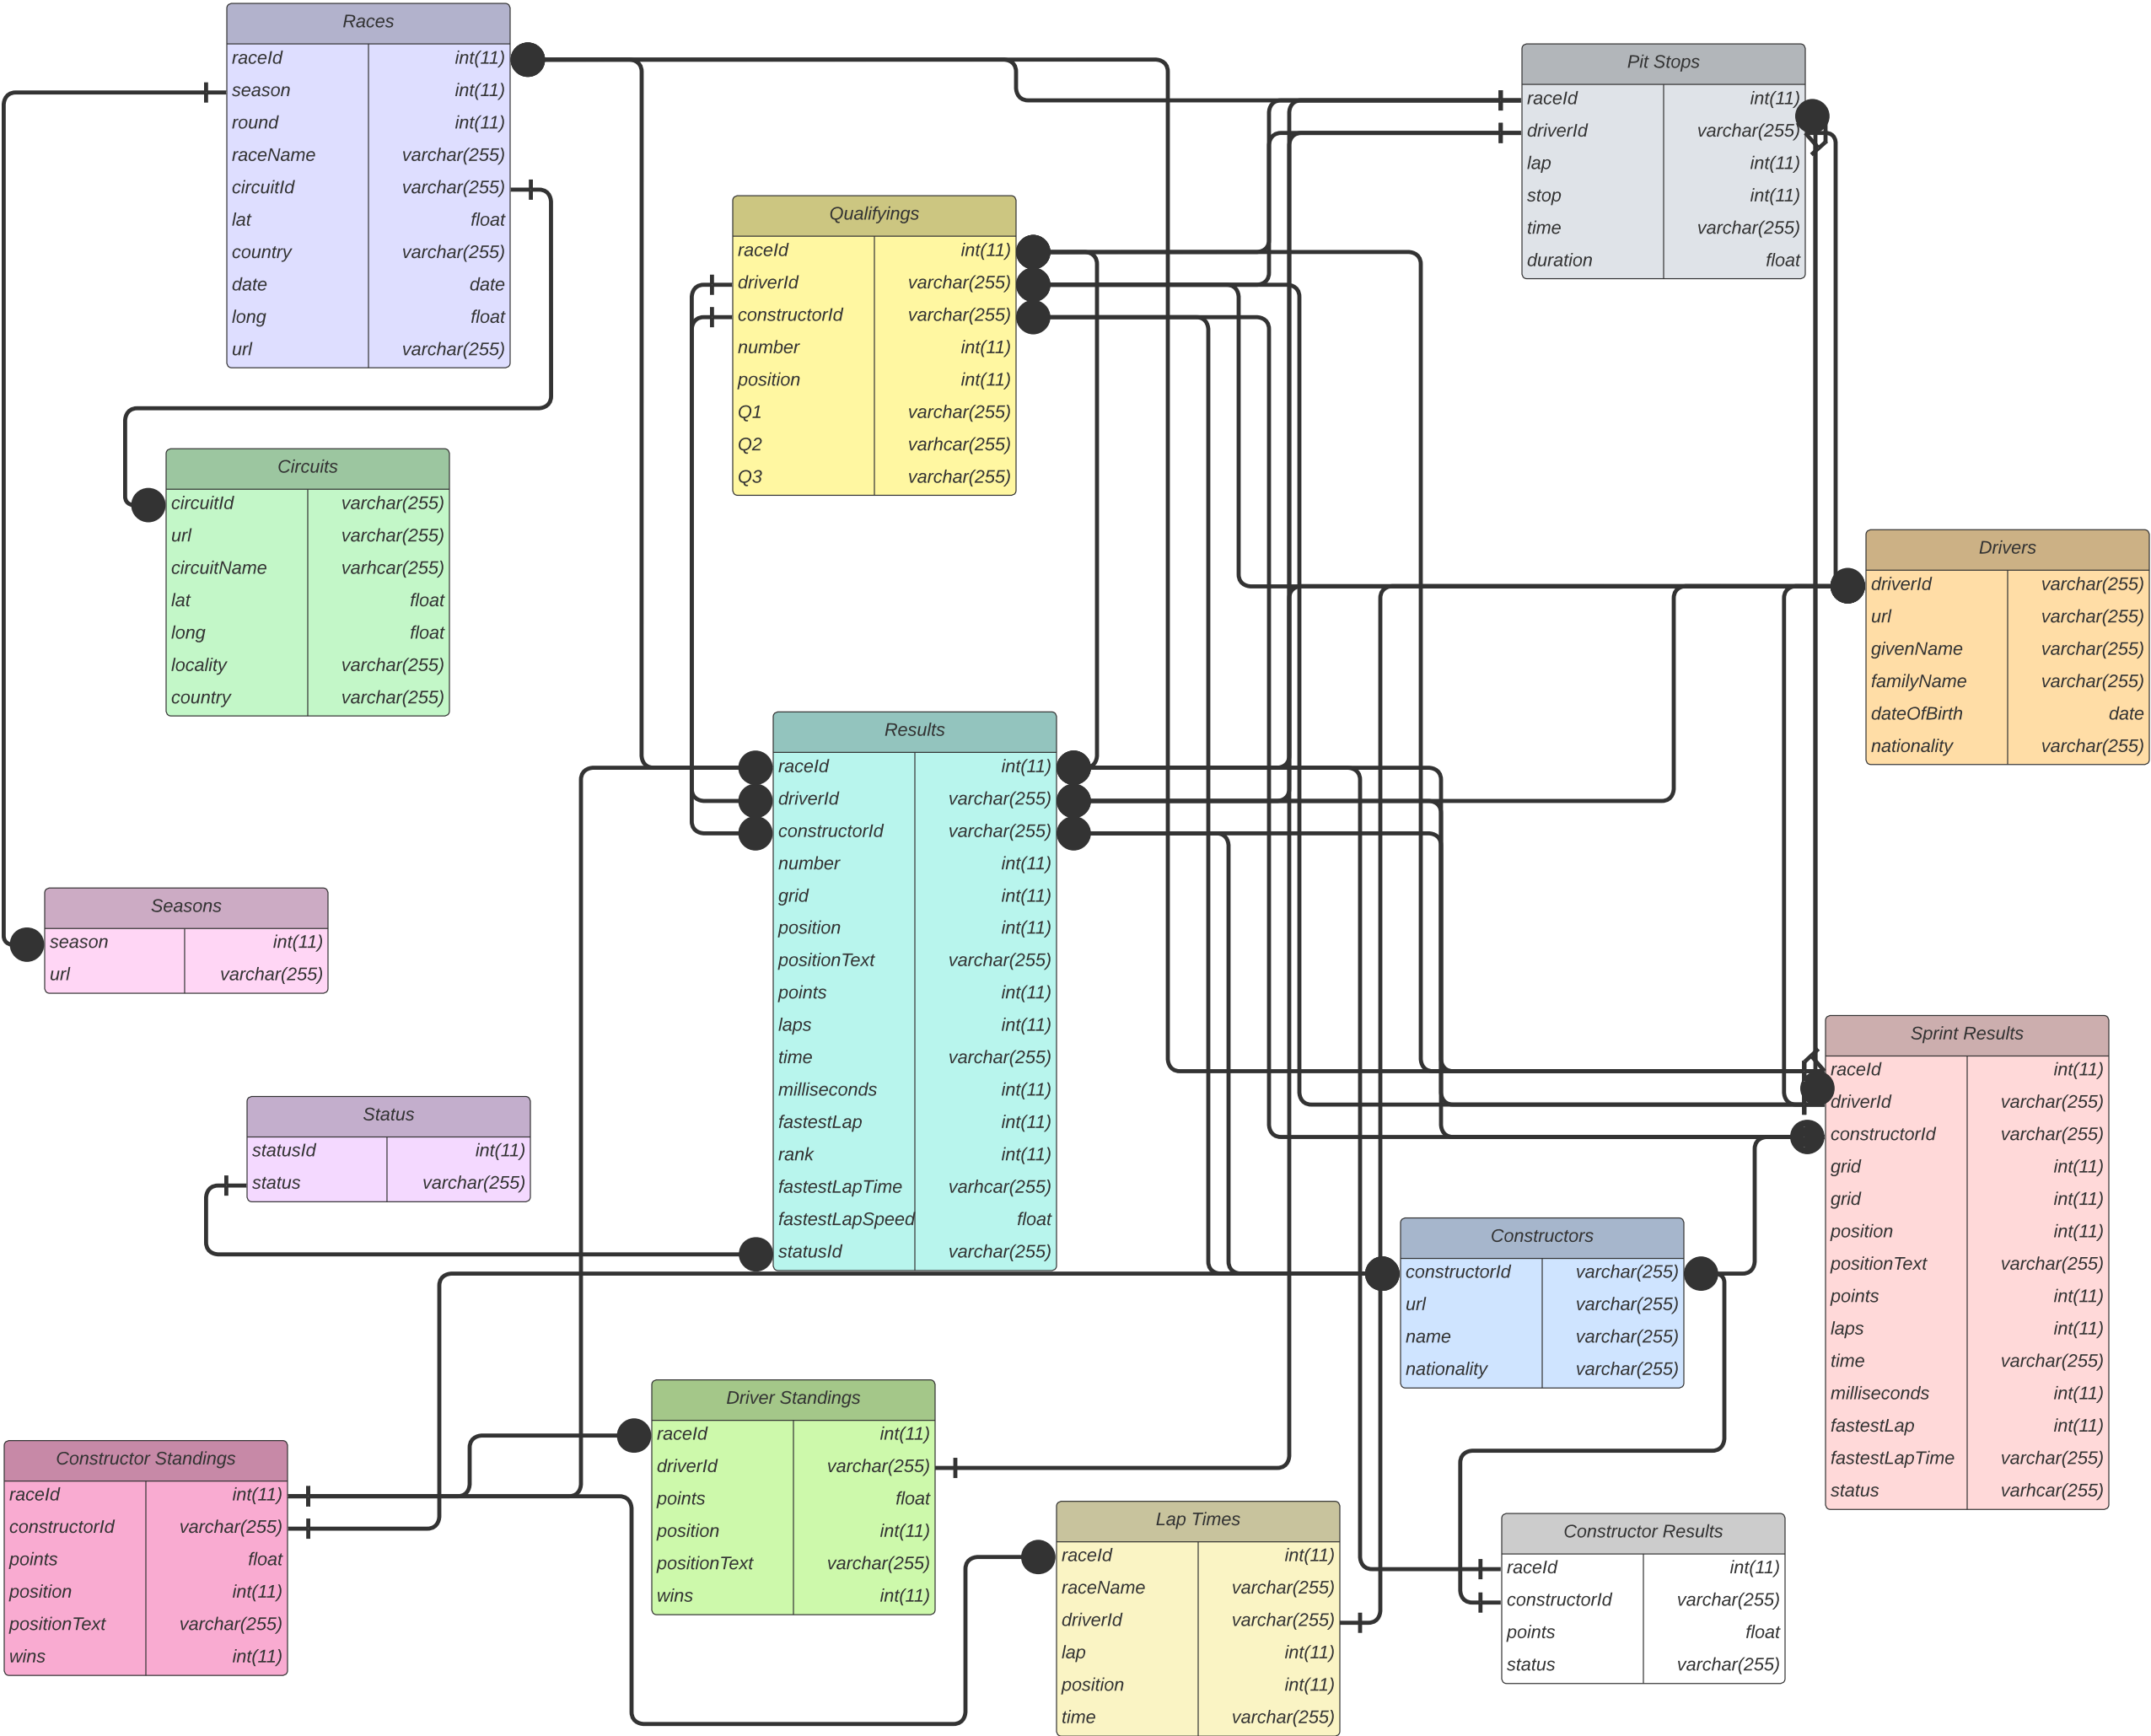 Races
raceId int(11)
season int(11)
round int(11)
raceName varchar(255)
circuitId varchar(255)
lat float
country varchar(255)
date date
long float
url varchar(255)
Pit Stops
raceId int(11)
driverId varchar(255)
lap int(11)
stop int(11)
time varchar(255)
duration float
Qualifyings
raceId int(11)
driverId varchar(255)
constructorId varchar(255)
number int(11)
position int(11)
Q1 varchar(255)
Q2 varhcar(255)
Q3 varchar(255)
Circuits
circuitId varchar(255)
url varchar(255)
circuitName varhcar(255)
lat float
long float
locality varchar(255)
country varchar(255)
Drivers
driverId varchar(255)
url varchar(255)
givenName varchar(255)
familyName varchar(255)
dateOfBirth date
nationality varchar(255)
Results
raceId int(11)
driverId varchar(255)
constructorId varchar(255)
number int(11)
grid int(11)
position int(11)
positionText varchar(255)
points int(11)
laps int(11)
time varchar(255)
milliseconds int(11)
fastestLap int(11)
rank int(11)
fastestLapTime varhcar(255)
fastestLapSpeed float
statusId varchar(255)
Seasons
season int(11)
url varchar(255)
Status
statusId int(11)
status varchar(255)
Sprint Results
raceId int(11)
driverId varchar(255)
constructorId varchar(255)
grid int(11)
grid int(11)
position int(11)
positionText varchar(255)
points int(11)
laps int(11)
time varchar(255)
milliseconds int(11)
fastestLap int(11)
fastestLapTime varchar(255)
status varhcar(255)
Constructors
constructorId varchar(255)
url varchar(255)
name varchar(255)
nationality varchar(255)
Driver Standings
raceId int(11)
driverId varchar(255)
points float
position int(11)
positionText varchar(255)
wins int(11)
Constructor Standings
raceId int(11)
constructorId varchar(255)
points float
position int(11)
positionText varchar(255)
wins int(11)
Lap Times
raceId int(11)
raceName varchar(255)
driverId varchar(255)
lap int(11)
position int(11)
time varchar(255)
Constructor Results
raceId int(11)
constructorId varchar(255)
points float
status varchar(255)